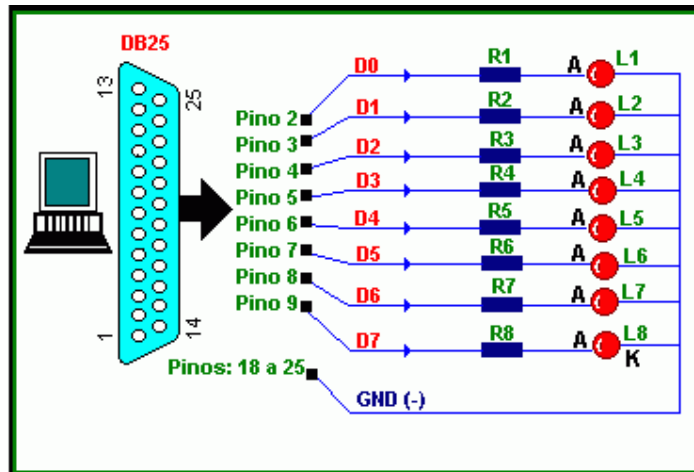 DB25
13
25
1
14
Pino 2
D0
R1
A
L1
Pino 3
D1
R2
A
L2
Pino 4
D2
R3
A
L3
Pino 5
D3
R4
A
L4
Pino 6
D4
R5
A
L5
Pino 7
D5
R6
A
L6
Pino 8
D6
R7
A
L7
Pino 9
D7
R8
A
L8
K
Pinos: 18 a 25
GND (-)